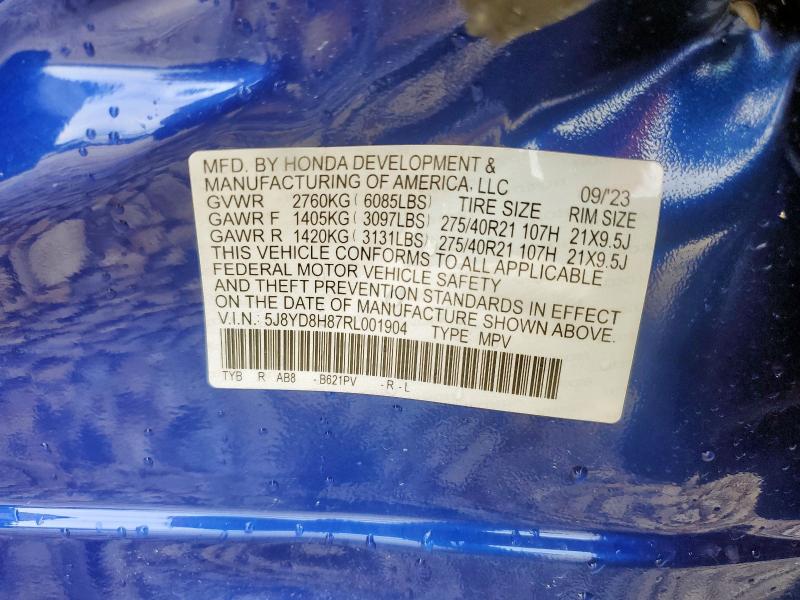 MFD. BY HONDA DEVELOPMENT &
MANUFACTURING OF AMERICA, LLC 09/'23
GVWR 2760KG ( 6085LBS) TIRE SIZE RIM SIZE
GAWR F 1405KG ( 3097LBS) 275/40R21 107H 21X9.5J
GAWR R 1420KG ( 3131LBS) 275/40R21 107H 21X9.5J
THIS VEHICLE CONFORMS TO ALL APPLICABLE
FEDERAL MOTOR VEHICLE SAFETY
AND THEFT PREVENTION STANDARDS IN EFFECT
ON THE DATE OF MANUFACTURE SHOWN ABOVE.
V.I.N.: 5J8YD8H87RL001904 TYPE MPV
TYB R AB8 -B621PV -R-L